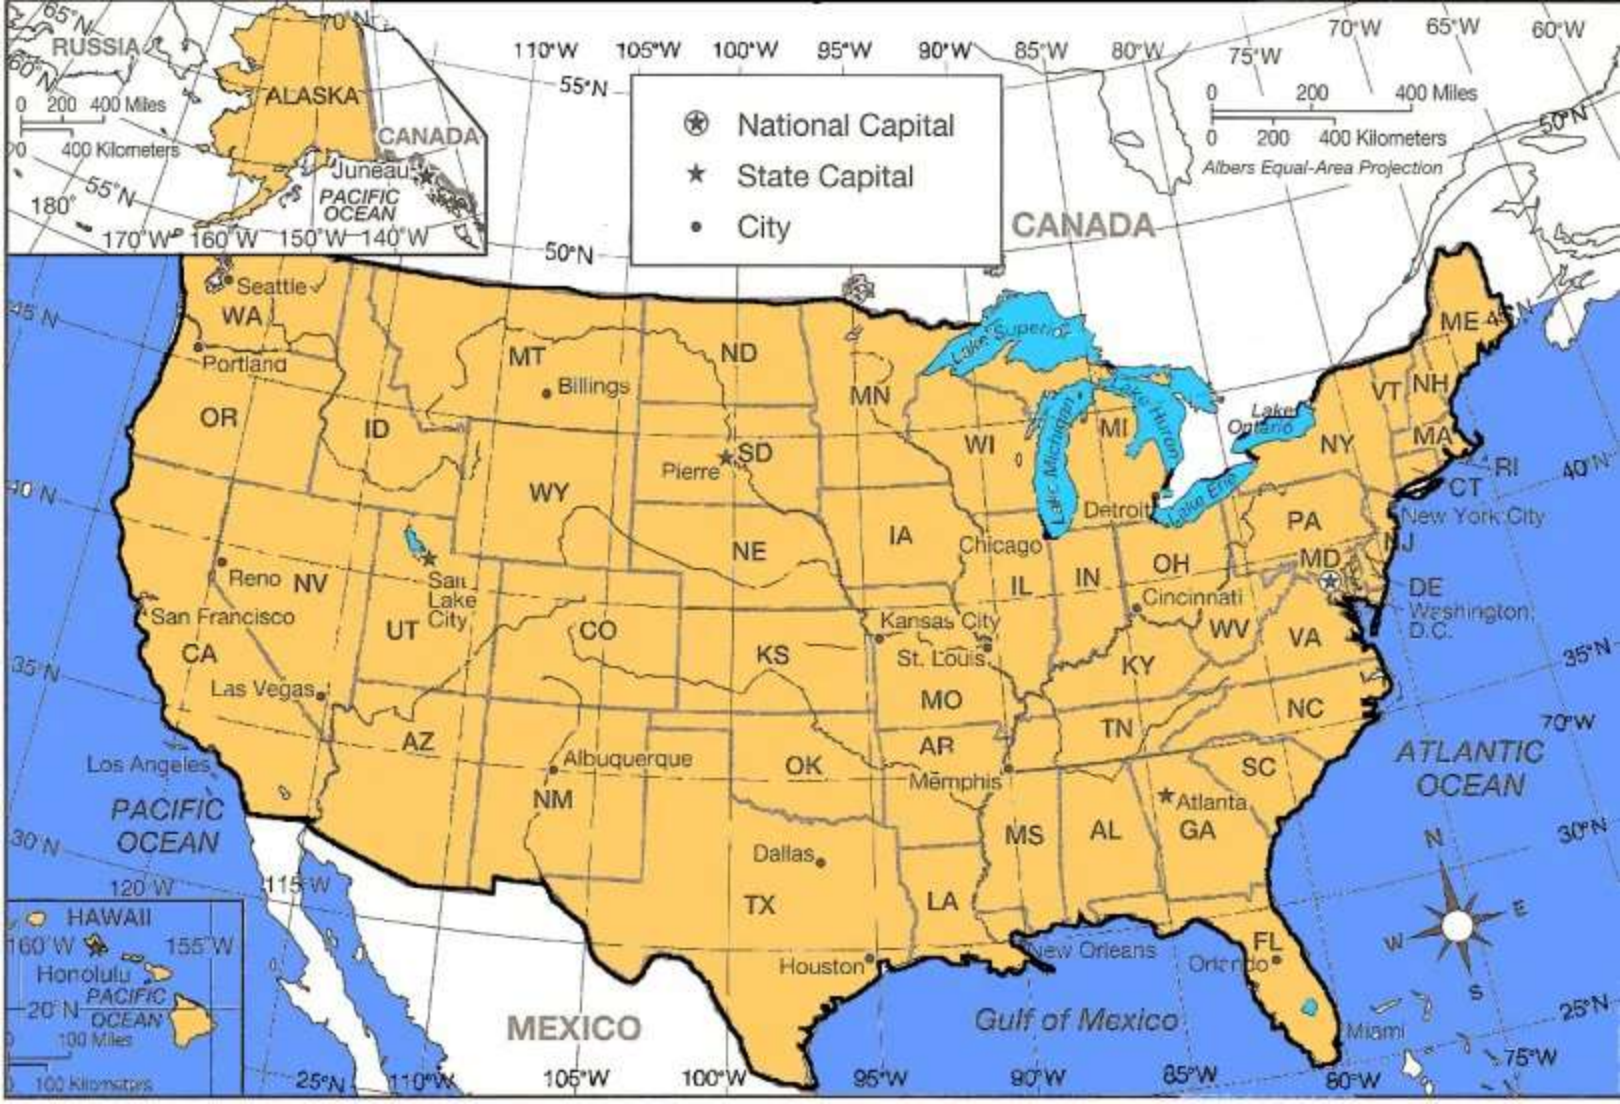 65°N
70°N
RUSSIA
60°N
110°W
105°W
100°W
95°W
90°W
85°W
80°W
75°W
70°W
65°W
60°W
55°N
ALASKA
0 200 400 Miles
400 Kilometers
CANADA
Juneau
PACIFIC
OCEAN
55°N
180°
170°W
160°W
150°W
140°W
National Capital
State Capital
City
0 200 400 Miles
0 200 400 Kilometers
Albers Equal-Area Projection
50°N
50°N
CANADA
Seattle
WA
45 N
Portland
MT
Billings
ND
MN
Lake Superior
ME
45°N
OR
ID
SD
Pierre
WI
Lake Michigan
MI
Lake Huron
Lake
Ontario
VT
NH
NY
MA
RI
CT
40°N
40 N
WY
IA
Chicago
Detroit
Lake Erie
PA
New York City
NJ
MD
DE
Washington,
D.C.
Reno
NV
San Francisco
San
Lake
City
UT
CO
NE
IL
IN
OH
Cincinnati
WV
VA
35°N
35 N
CA
Las Vegas
KS
Kansas City
St. Louis
MO
KY
NC
70°W
AZ
Albuquerque
NM
OK
AR
Memphis
TN
SC
ATLANTIC
OCEAN
Los Angeles
PACIFIC
OCEAN
30 N
120 W
115 W
Dallas
TX
MS
AL
Atlanta
GA
30°N
N
E
W
S
HAWAII
160°W
155°W
Honolulu
PACIFIC
OCEAN
20°N
100 Miles
100 Kilometers
LA
New Orleans
Houston
FL
Orlando
Miami
MEXICO
Gulf of Mexico
25°N
75°W
25°N
110°W
105°W
100°W
95°W
90°W
85°W
80°W